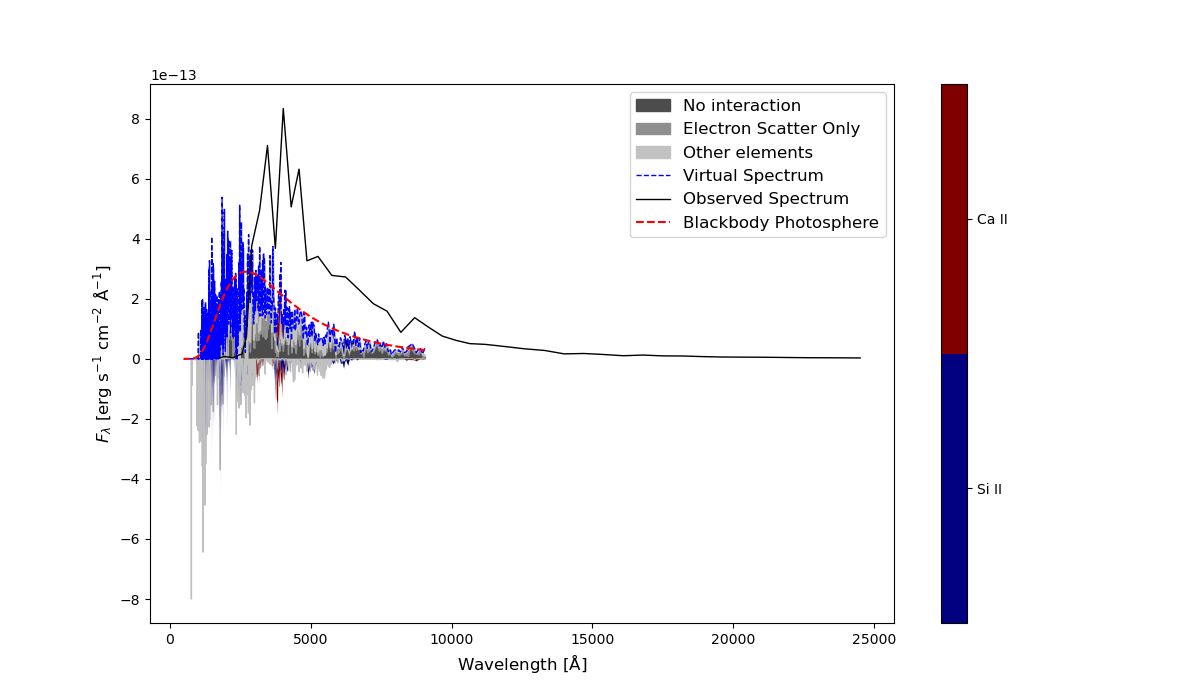 1e−13
No interaction
Electron Scatter Only
Other elements
Virtual Spectrum
Observed Spectrum
Blackbody Photosphere
8
6
4
2
0
−2
−4
−6
−8
Fλ [erg s⁻¹ cm⁻² Å⁻¹]
0 5000 10000 15000 20000 25000
Wavelength [Å]
Ca II
Si II